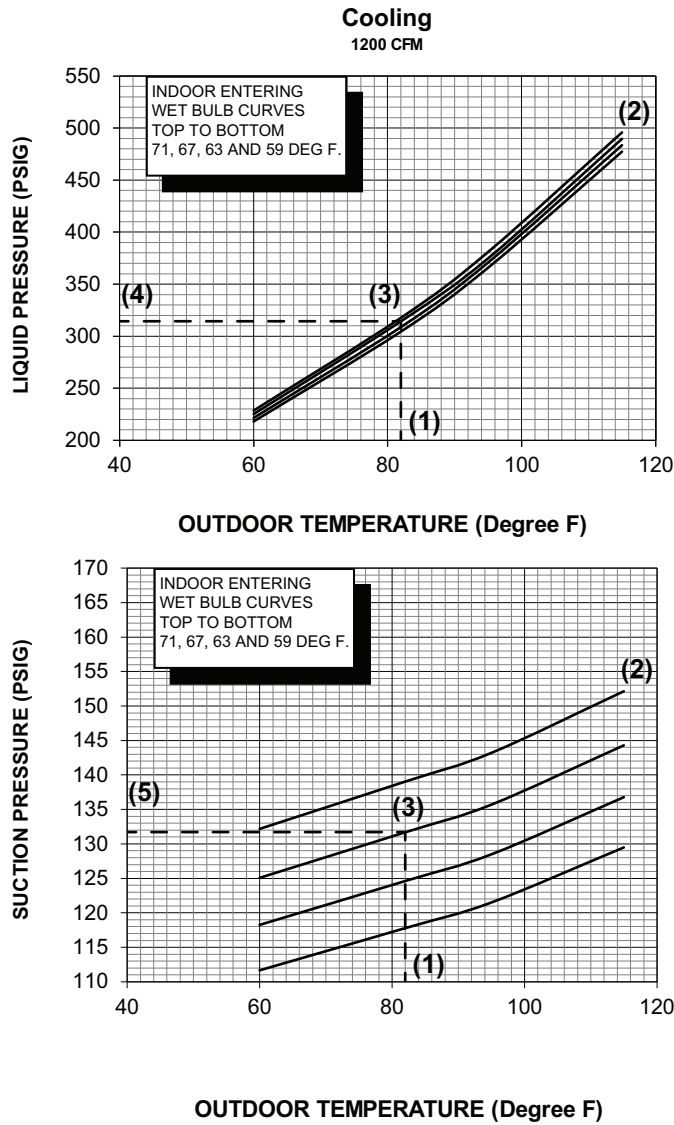 Cooling
1200 CFM
INDOOR ENTERING
WET BULB CURVES
TOP TO BOTTOM
71, 67, 63 AND 59 DEG F.
LIQUID PRESSURE (PSIG)
550
500
450
400
350
300
250
200
(2)
(4)
(3)
(1)
40
60
80
100
120
OUTDOOR TEMPERATURE (Degree F)
INDOOR ENTERING
WET BULB CURVES
TOP TO BOTTOM
71, 67, 63 AND 59 DEG F.
SUCTION PRESSURE (PSIG)
170
165
160
155
150
145
140
135
130
125
120
115
110
(2)
(5)
(3)
(1)
40
60
80
100
120
OUTDOOR TEMPERATURE (Degree F)